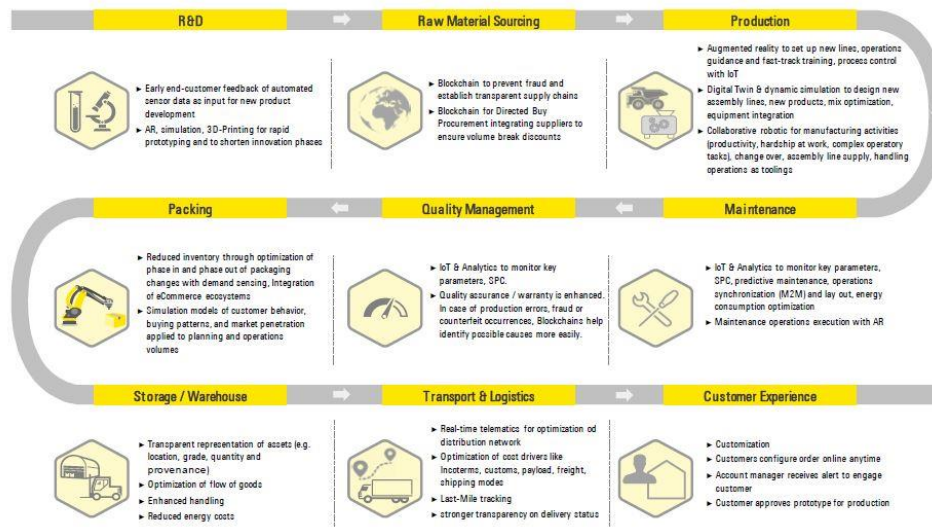 R&D
Raw Material Sourcing
Production
► Early end-customer feedback of automated
sensor data as input for new product
development
► AR, simulation, 3D-Printing for rapid
prototyping and to shorten innovation phases
► Blockchain to prevent fraud and
establish transparent supply chains
► Blockchain for Directed Buy
Procurement integrating suppliers to
ensure volume break discounts
► Augmented reality to set up new lines, operations
guidance and fast-track training, process control
with IoT
► Digital Twin & dynamic simulation to design new
assembly lines, new products, mix optimization,
equipment integration
► Collaborative robotic for manufacturing activities
(productivity, hardship at work, complex operatory
tasks), change over, assembly line supply, handling
operations as toolings
Packing
Quality Management
Maintenance
► Reduced inventory through optimization of
phase in and phase out of packaging
changes with demand sensing, Integration
of eCommerce ecosystems
► Simulation models of customer behavior,
buying patterns, and market penetration
applied to planning and operations
volumes
► IoT & Analytics to monitor key
parameters, SPC.
► Quality assurance / warranty is enhanced.
In case of production errors, fraud or
counterfeit occurrences, Blockchains help
identify possible causes more easily.
► IoT & Analytics to monitor key parameters,
SPC, predictive maintenance, operations
synchronization (M2M) and lay out, energy
consumption optimization
► Maintenance operations execution with AR
Storage / Warehouse
Transport & Logistics
Customer Experience
► Transparent representation of assets (e.g.
location, grade, quantity and
provenance)
► Optimization of flow of goods
► Enhanced handling
► Reduced energy costs
► Real-time telematics for optimization od
distribution network
► Optimization of cost drivers like
Incoterms, customs, payload, freight,
shipping modes
► Last-Mile tracking
► stronger transparency on delivery status
► Customization
► Customers configure order online anytime
► Account manager receives alert to engage
customer
► Customer approves prototype for production